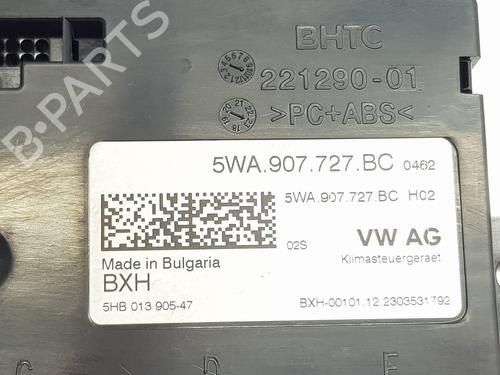 BHTC
221290-01
>PC+ABS<
B-PARTS
5WA.907.727.BC 0462
5WA.907.727.BC H02
02S VW AG
Made in Bulgaria Klimasteuergeraet
BXH
5HB 013 905-47 BXH-00101.12.2303531792
C D E